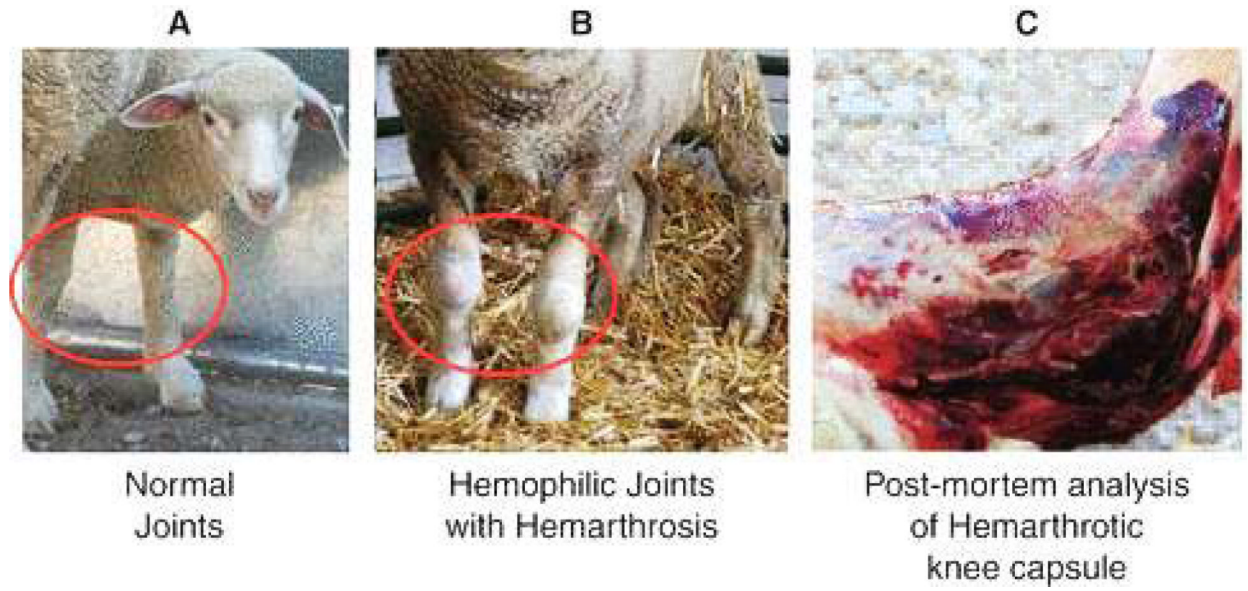 A
B
C
Normal
Joints
Hemophilic Joints
with Hemarthrosis
Post-mortem analysis
of Hemarthrotic
knee capsule